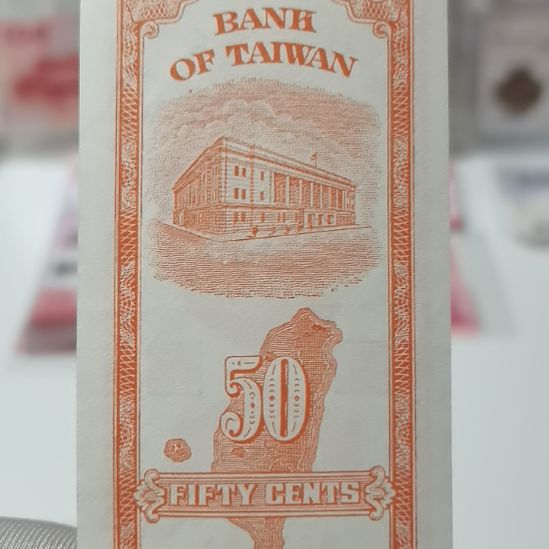 BANK
OF TAIWAN
50
FIFTY CENTS